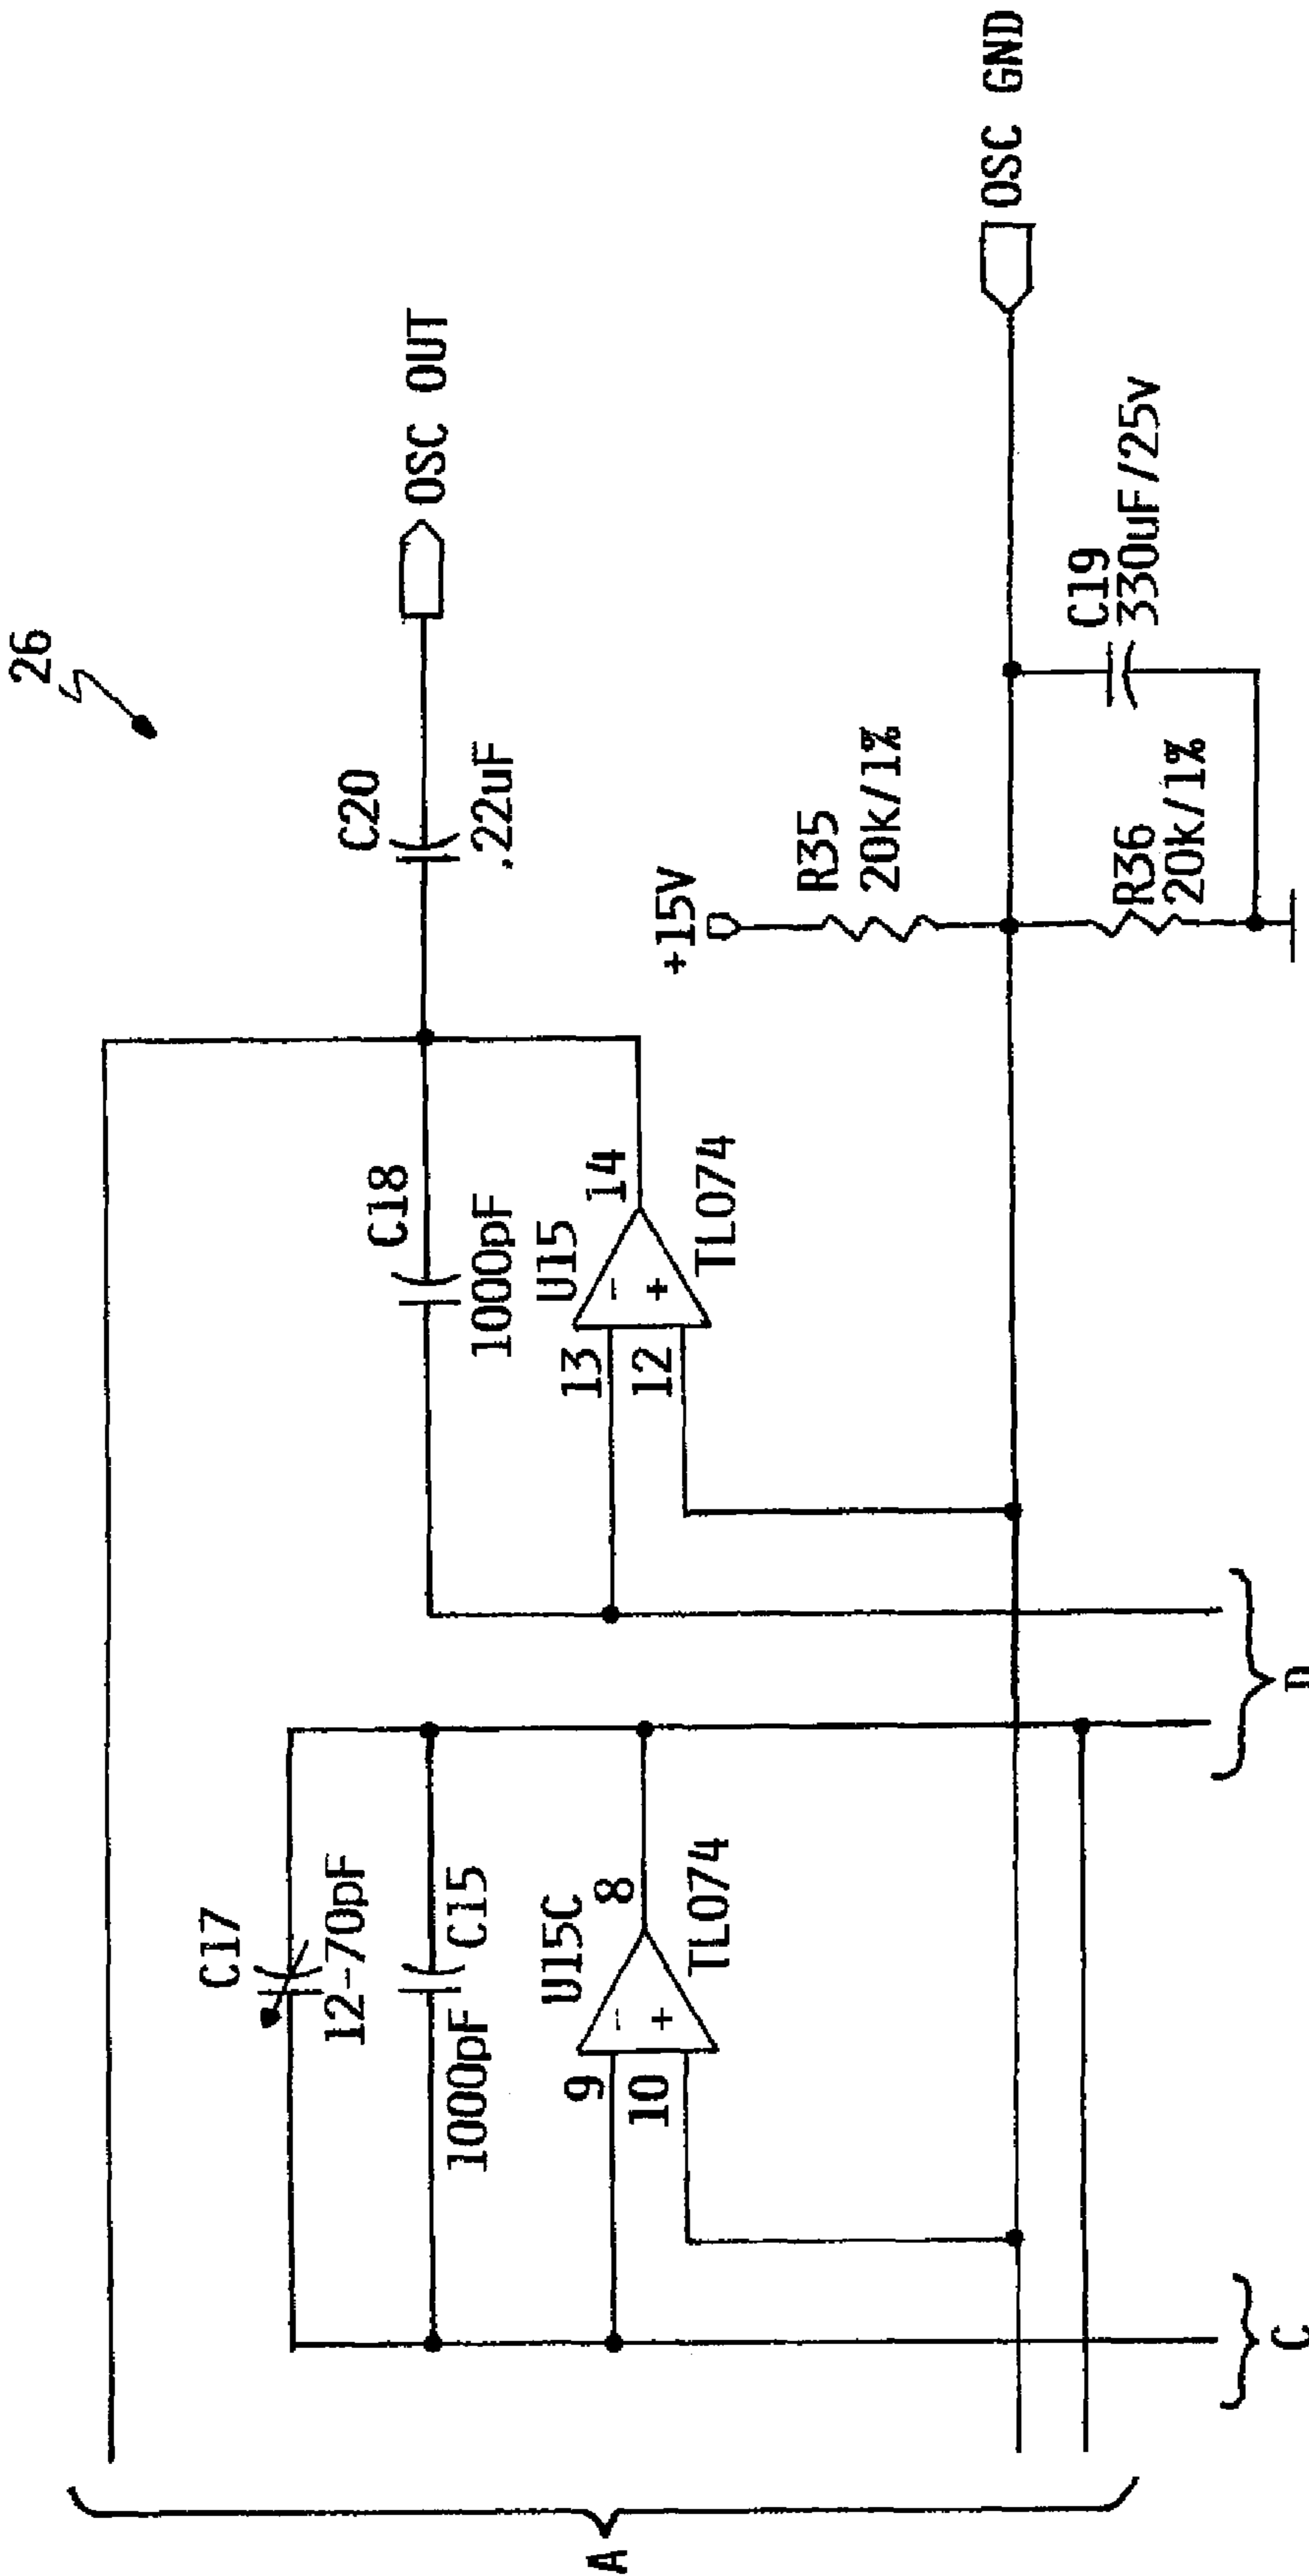 26
C20
.22uF
OSC OUT
C17
12-70pF
C18
1000pF
1000pF
C15
U15C
9
8
-
+
10
TL074
U15
13
14
-
+
12
TL074
+15V
R35
20k/1%
R36
20k/1%
C19
330uF/25v
OSC GND
A
C
D